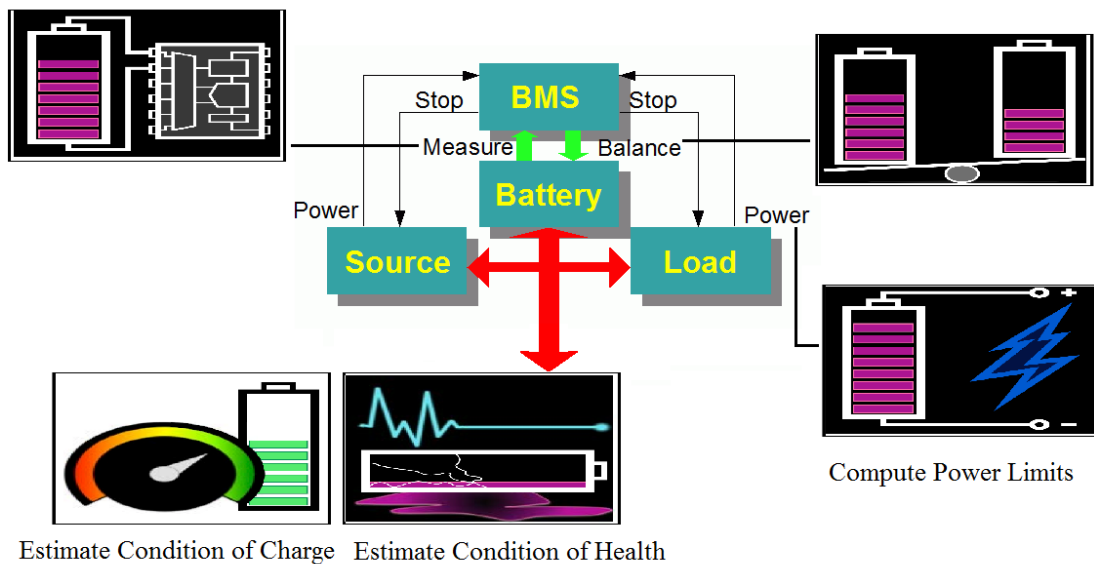 BMS
Stop
Stop
Measure
Balance
Battery
Power
Power
Source
Load
+
−
Compute Power Limits
Estimate Condition of Charge
Estimate Condition of Health